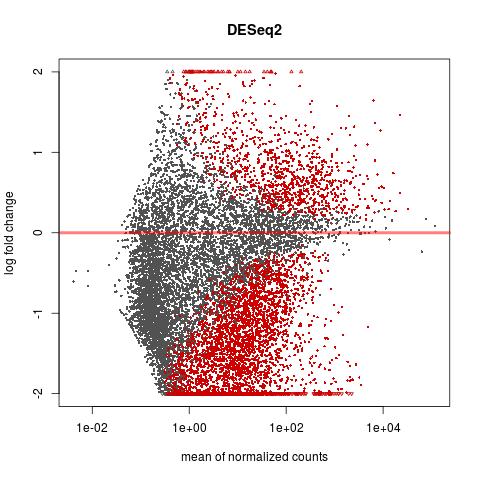 DESeq2
2
1
0
-1
-2
log fold change
1e-02
1e+00
1e+02
1e+04
mean of normalized counts